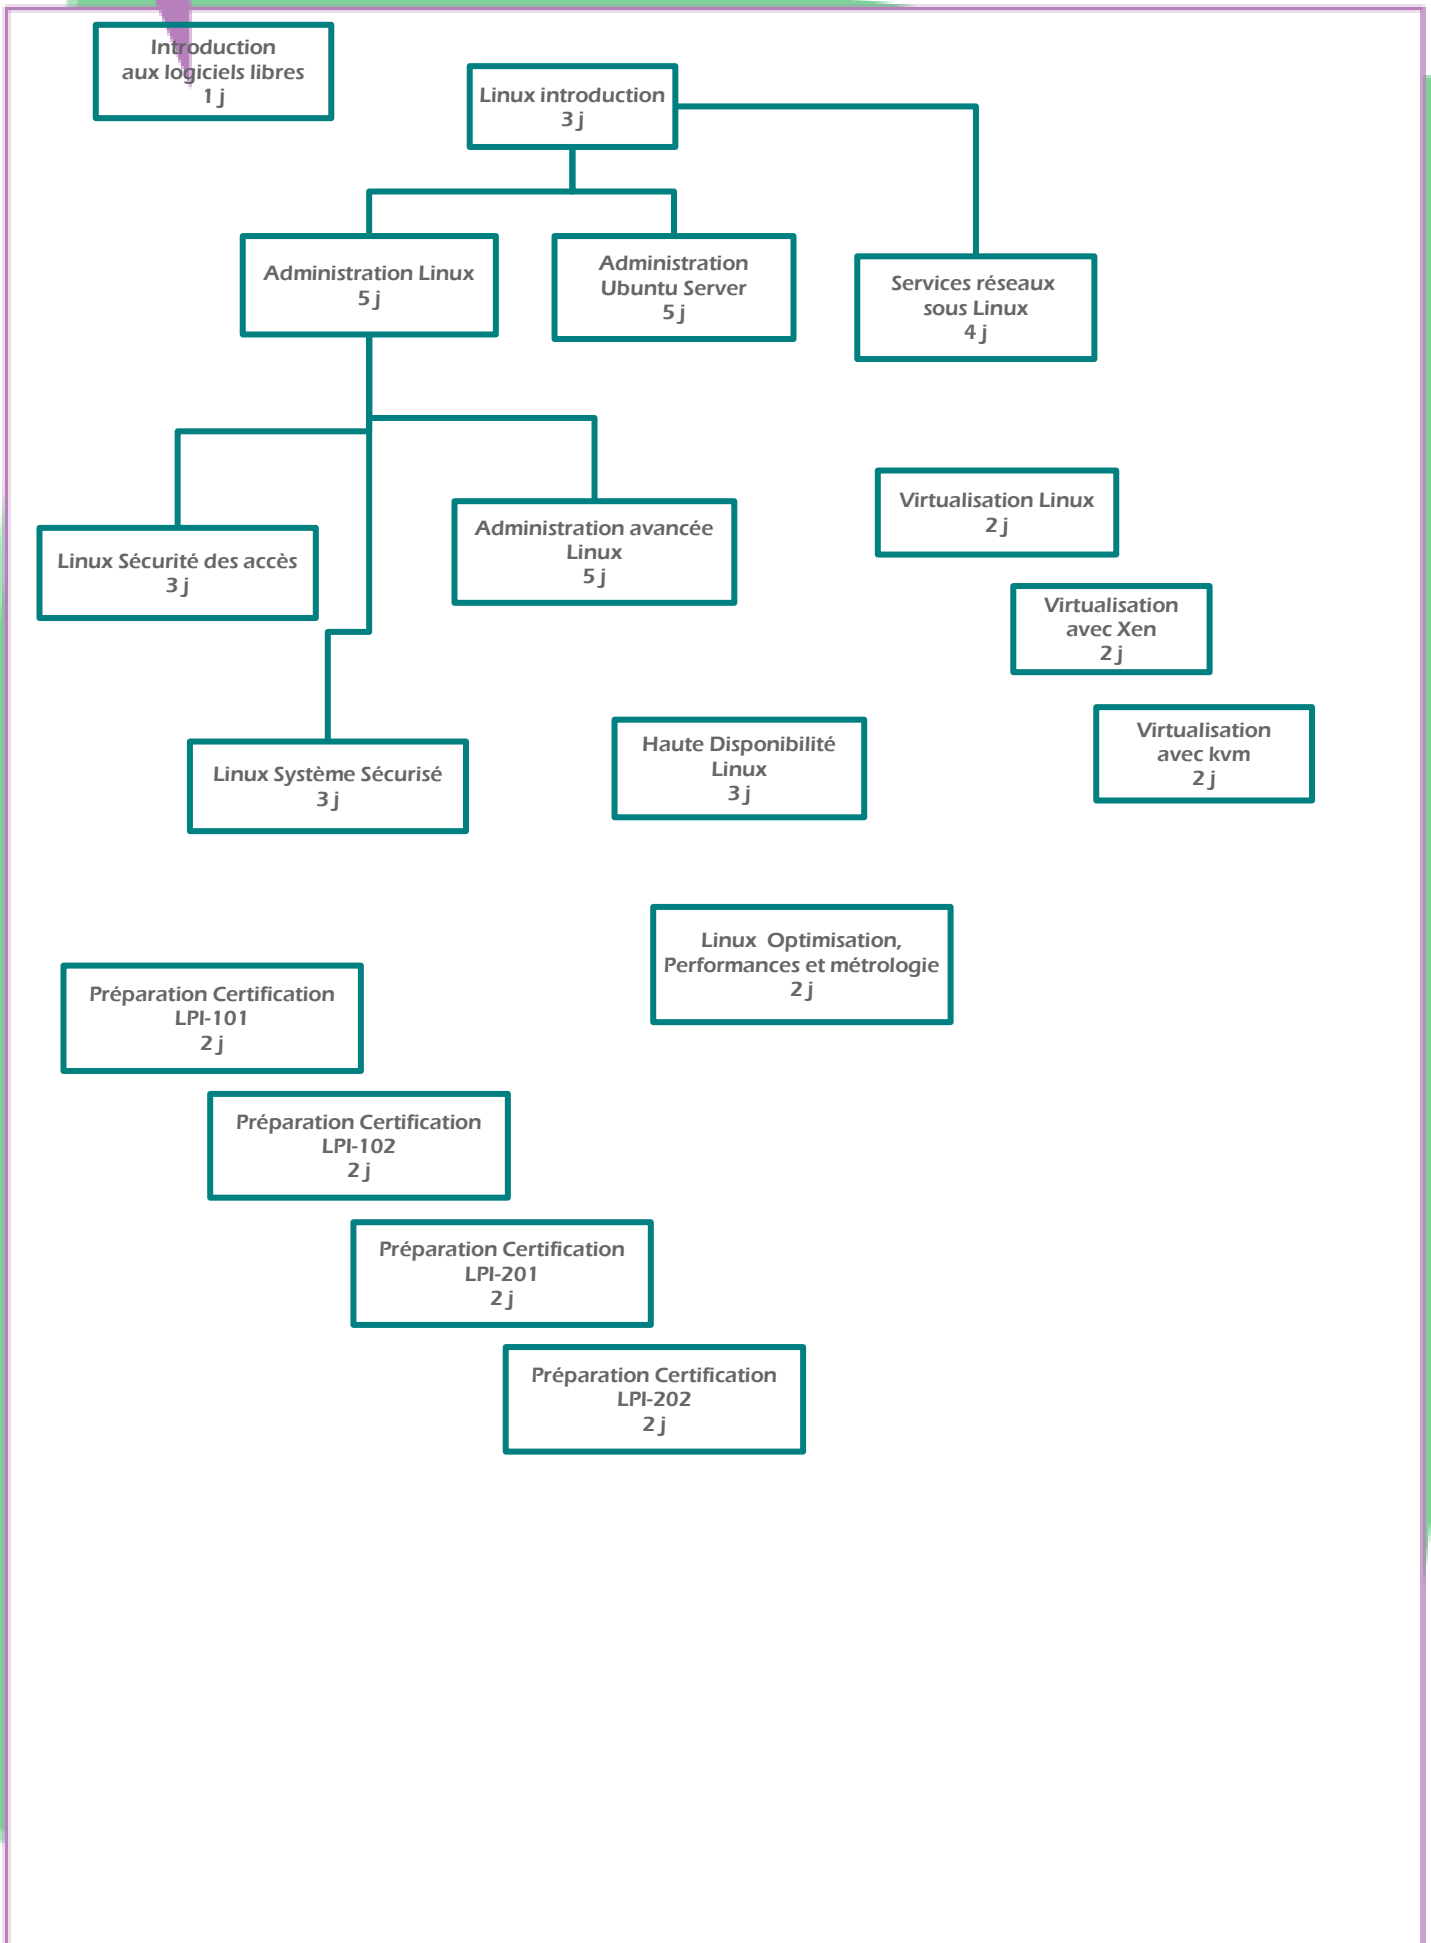 Introduction
aux logiciels libres
1 j
Linux introduction
3 j
Administration Linux
5 j
Administration
Ubuntu Server
5 j
Services réseaux
sous Linux
4 j
Virtualisation Linux
2 j
Linux Sécurité des accès
3 j
Administration avancée
Linux
5 j
Virtualisation
avec Xen
2 j
Linux Système Sécurisé
3 j
Haute Disponibilité
Linux
3 j
Virtualisation
avec kvm
2 j
Linux  Optimisation,
Performances et métrologie
2 j
Préparation Certification
LPI-101
2 j
Préparation Certification
LPI-102
2 j
Préparation Certification
LPI-201
2 j
Préparation Certification
LPI-202
2 j